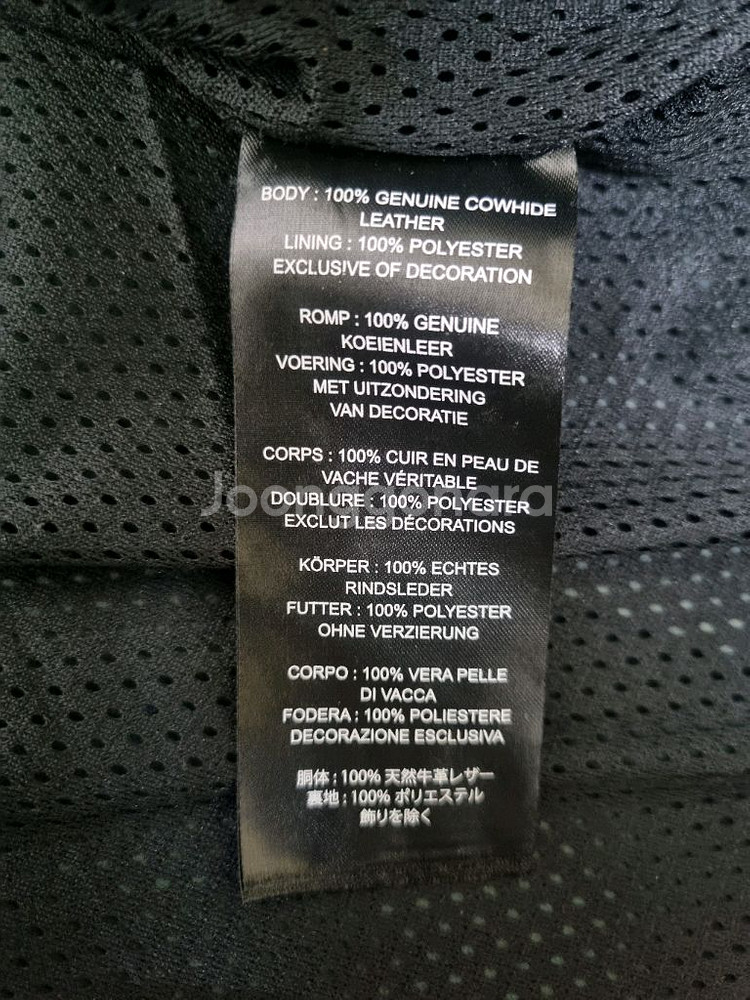 BODY : 100% GENUINE COWHIDE
LEATHER
LINING : 100% POLYESTER
EXCLUSIVE OF DECORATION
ROMP : 100% GENUINE
KOEIENLEER
VOERING : 100% POLYESTER
MET UITZONDERING
VAN DECORATIE
CORPS : 100% CUIR EN PEAU DE
VACHE VÉRITABLE
Joonggonara
DOUBLURE : 100% POLYESTER
EXCLUT LES DÉCORATIONS
KÖRPER : 100% ECHTES
RINDSLEDER
FUTTER : 100% POLYESTER
OHNE VERZIERUNG
CORPO : 100% VERA PELLE
DI VACCA
FODERA : 100% POLIESTERE
DECORAZIONE ESCLUSIVA
胴体 : 100% 天然牛革レザー
裏地 : 100% ポリエステル
飾りを除く